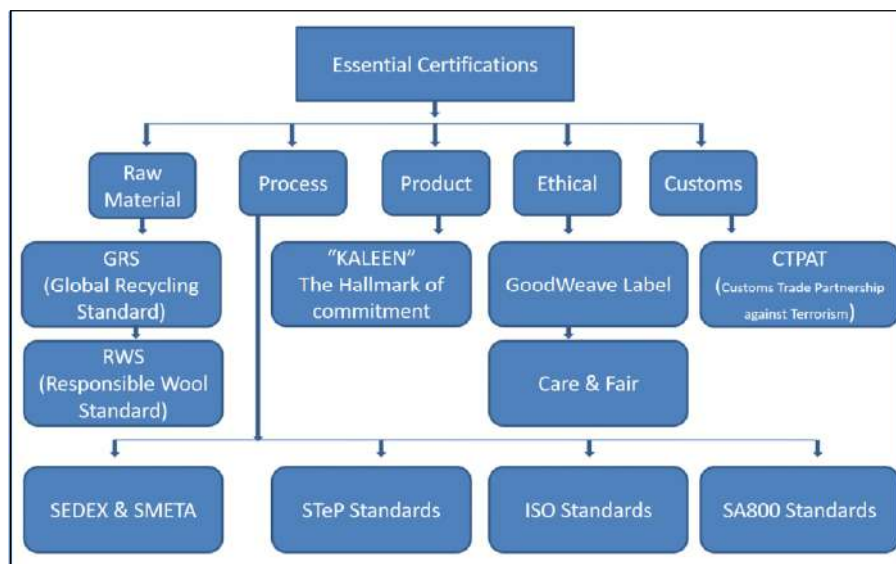 Essential Certifications
Raw
Material
Process
Product
Ethical
Customs
GRS
(Global Recycling
Standard)
"KALEEN"
The Hallmark of
commitment
GoodWeave Label
CTPAT
(Customs Trade Partnership
against Terrorism)
RWS
(Responsible Wool
Standard)
Care & Fair
SEDEX & SMETA
STeP Standards
ISO Standards
SA800 Standards